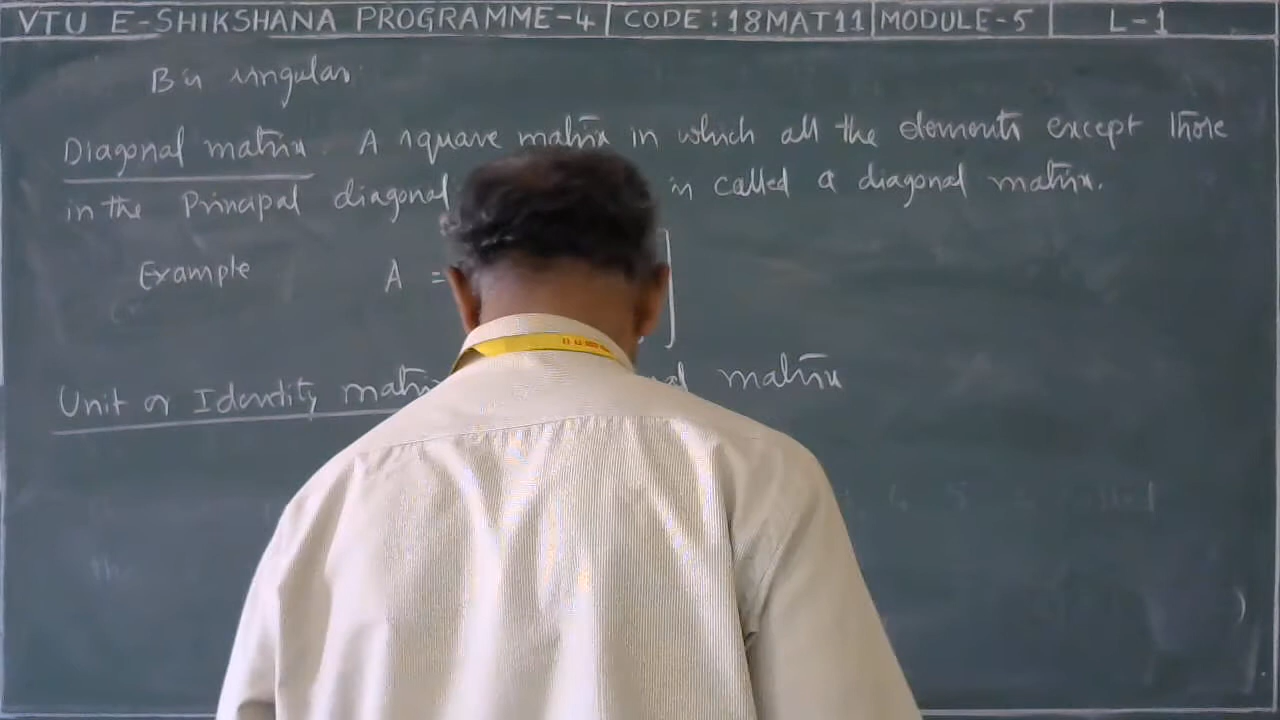 VTU E-SHIKSHANA PROGRAMME-4 | CODE: 18MAT11 | MODULE-5 | L-1
B is singular.
Diagonal matrix. A square matrix in which all the elements except those
in the Principal diagonal is called a diagonal matrix.
Example A =
Unit or Identity matrix matrix